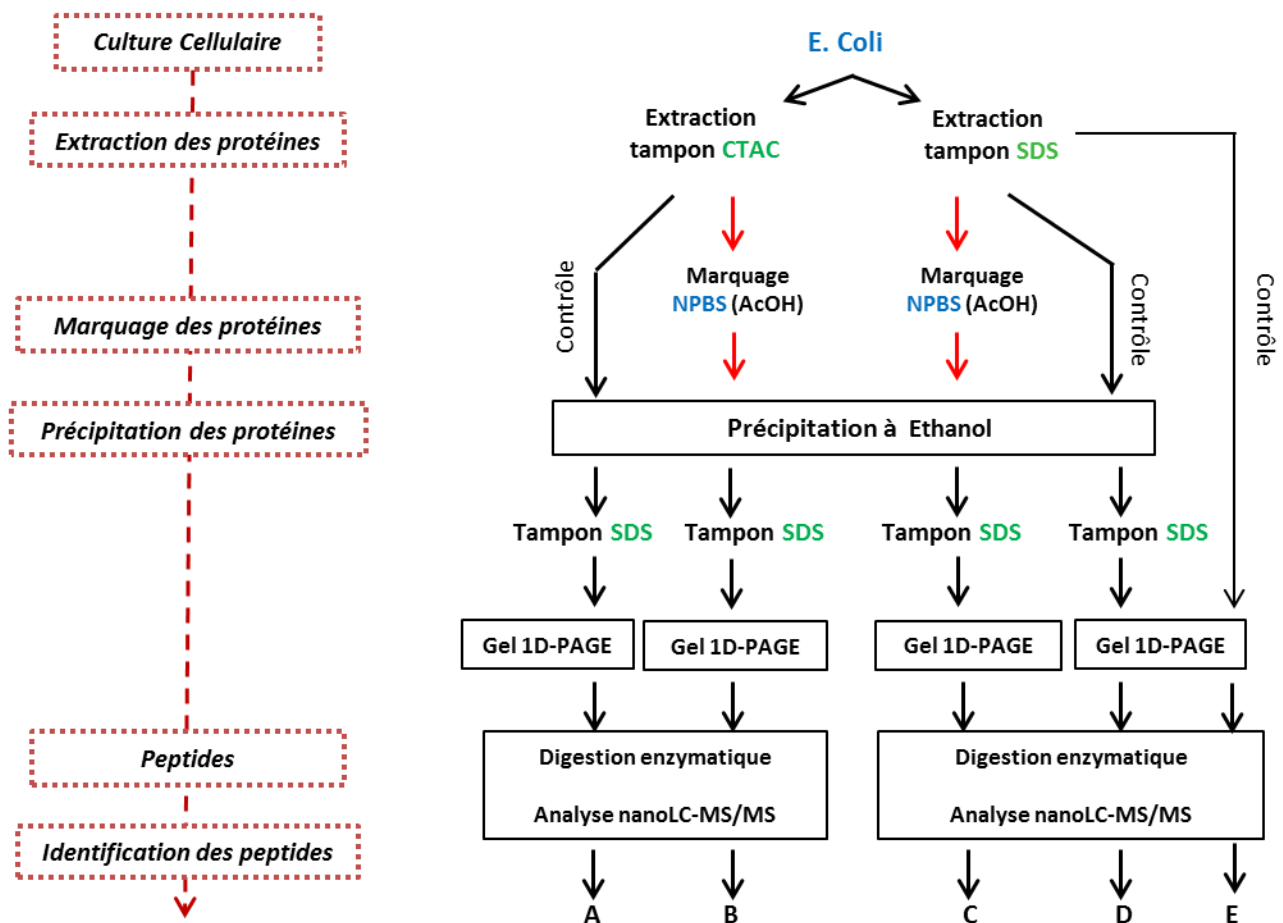 Culture Cellulaire
Extraction des protéines
Marquage des protéines
Précipitation des protéines
Peptides
Identification des peptides
E. Coli
Extraction
tampon CTAC
Extraction
tampon SDS
Contrôle
Marquage
NPBS (AcOH)
Marquage
NPBS (AcOH)
Contrôle
Contrôle
Précipitation à Ethanol
Tampon SDS
Tampon SDS
Tampon SDS
Tampon SDS
Gel 1D-PAGE
Gel 1D-PAGE
Gel 1D-PAGE
Gel 1D-PAGE
Digestion enzymatique
Analyse nanoLC-MS/MS
Digestion enzymatique
Analyse nanoLC-MS/MS
A
B
C
D
E